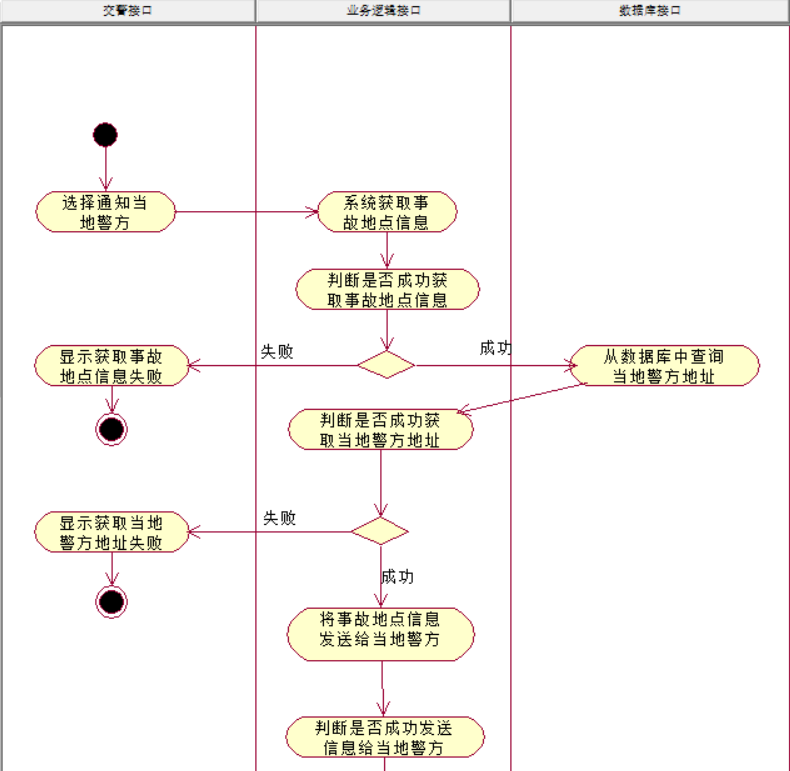 交警接口
业务逻辑接口
数据库接口
选择通知当
地警方
系统获取事
故地点信息
判断是否成功获
取事故地点信息
失败
成功
显示获取事故
地点信息失败
从数据库中查询
当地警方地址
判断是否成功获
取当地警方地址
失败
显示获取当地
警方地址失败
成功
将事故地点信息
发送给当地警方
判断是否成功发送
信息给当地警方